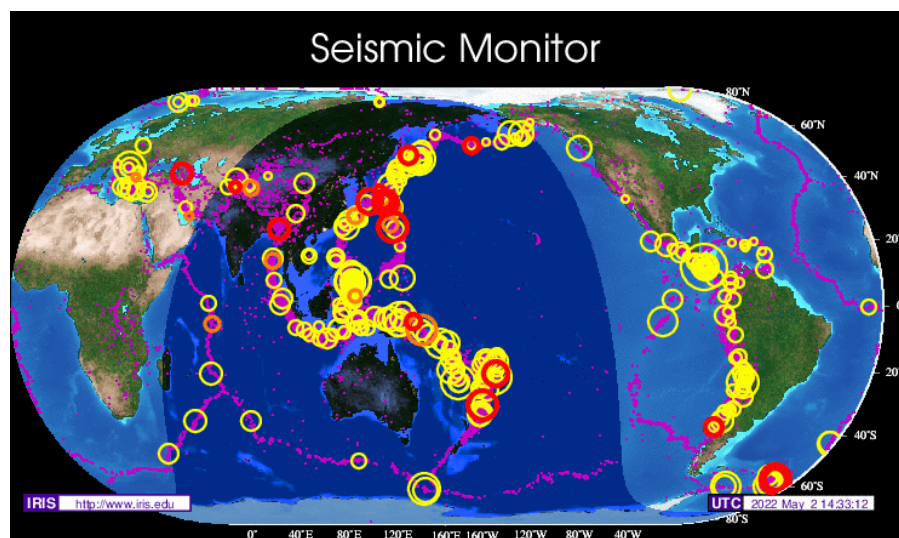 Seismic Monitor
80°N
60°N
40°N
20°N
0°
20°S
40°S
60°S
80°S
IRIS http://www.iris.edu
UTC 2022 May 2 14:33:12
0° 40°E 80°E 120°E 160°E 160°W 120°W 80°W 40°W